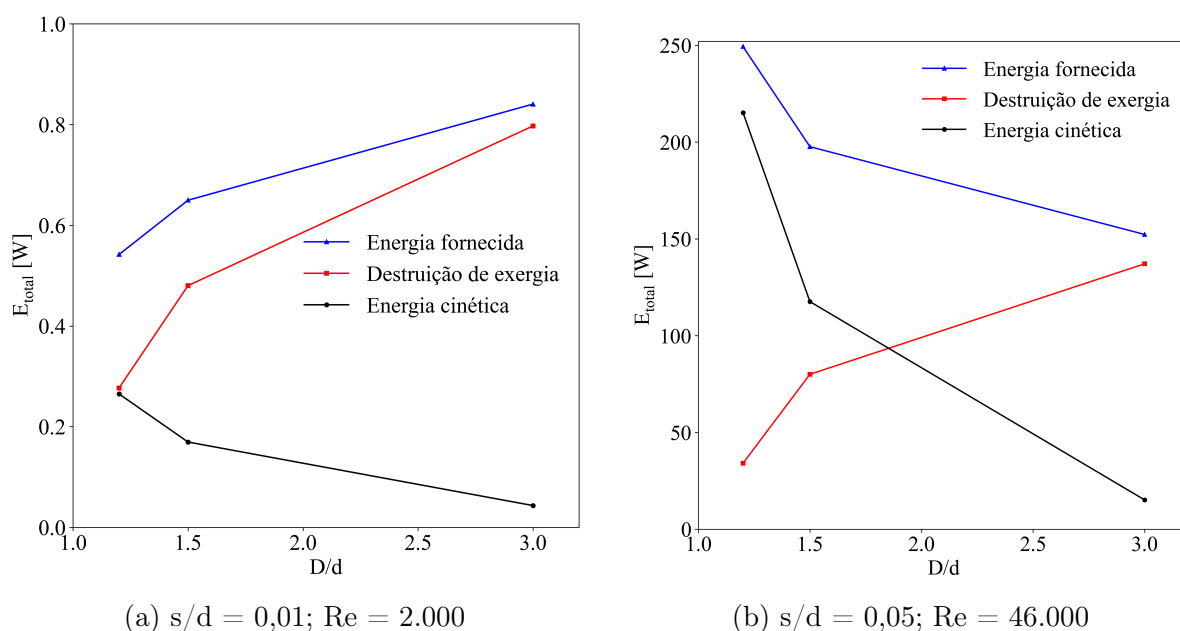 1.0
0.8
0.6
0.4
0.2
0.0
E_total [W]
Energia fornecida
Destruição de exergia
Energia cinética
1.0 1.5 2.0 2.5 3.0
D/d
(a) s/d = 0,01; Re = 2.000
250
200
150
100
50
0
E_total [W]
Energia fornecida
Destruição de exergia
Energia cinética
1.0 1.5 2.0 2.5 3.0
D/d
(b) s/d = 0,05; Re = 46.000